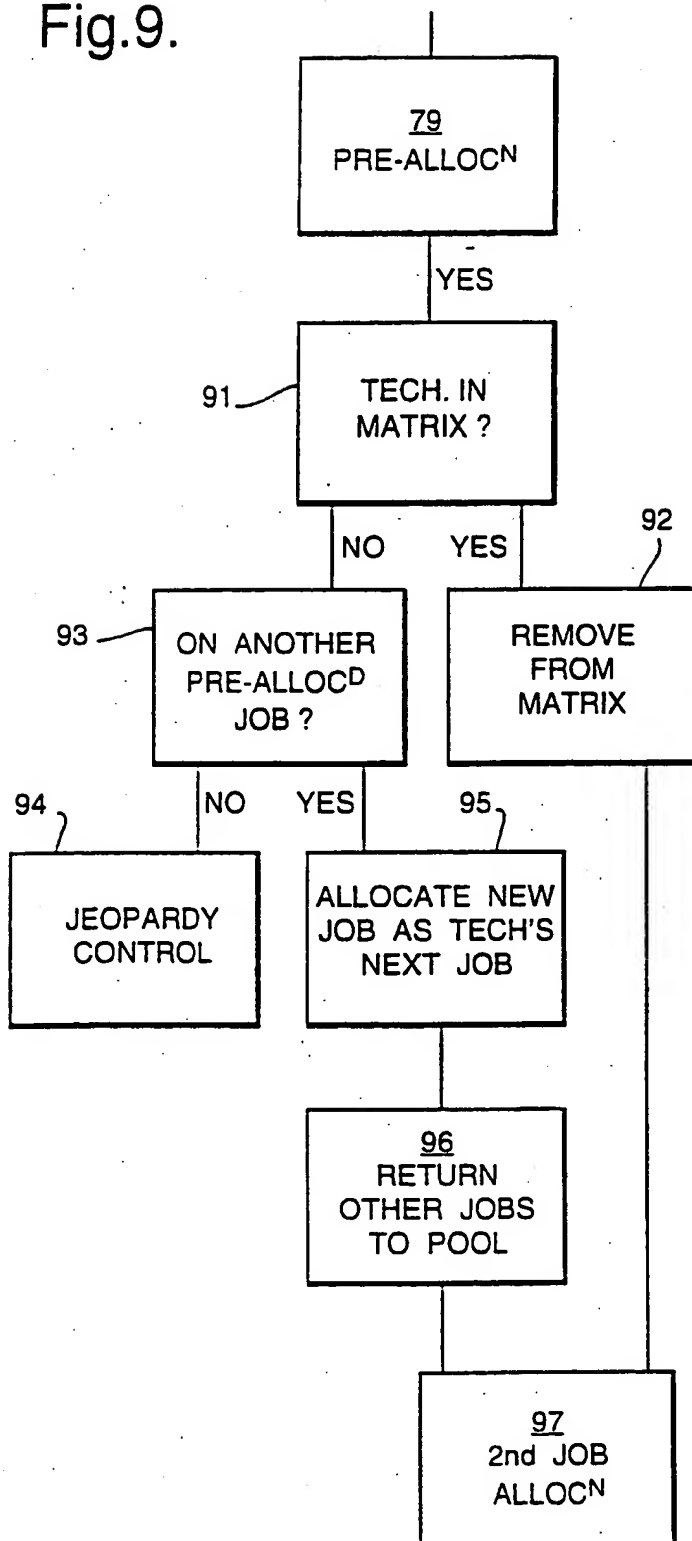 Fig.9.
79
PRE-ALLOCᴺ
YES
91
TECH. IN
MATRIX ?
NO
YES
92
93
ON ANOTHER
PRE-ALLOCᴰ
JOB ?
REMOVE
FROM
MATRIX
94
NO
YES
95
JEOPARDY
CONTROL
ALLOCATE NEW
JOB AS TECH'S
NEXT JOB
96
RETURN
OTHER JOBS
TO POOL
97
2nd JOB
ALLOCᴺ